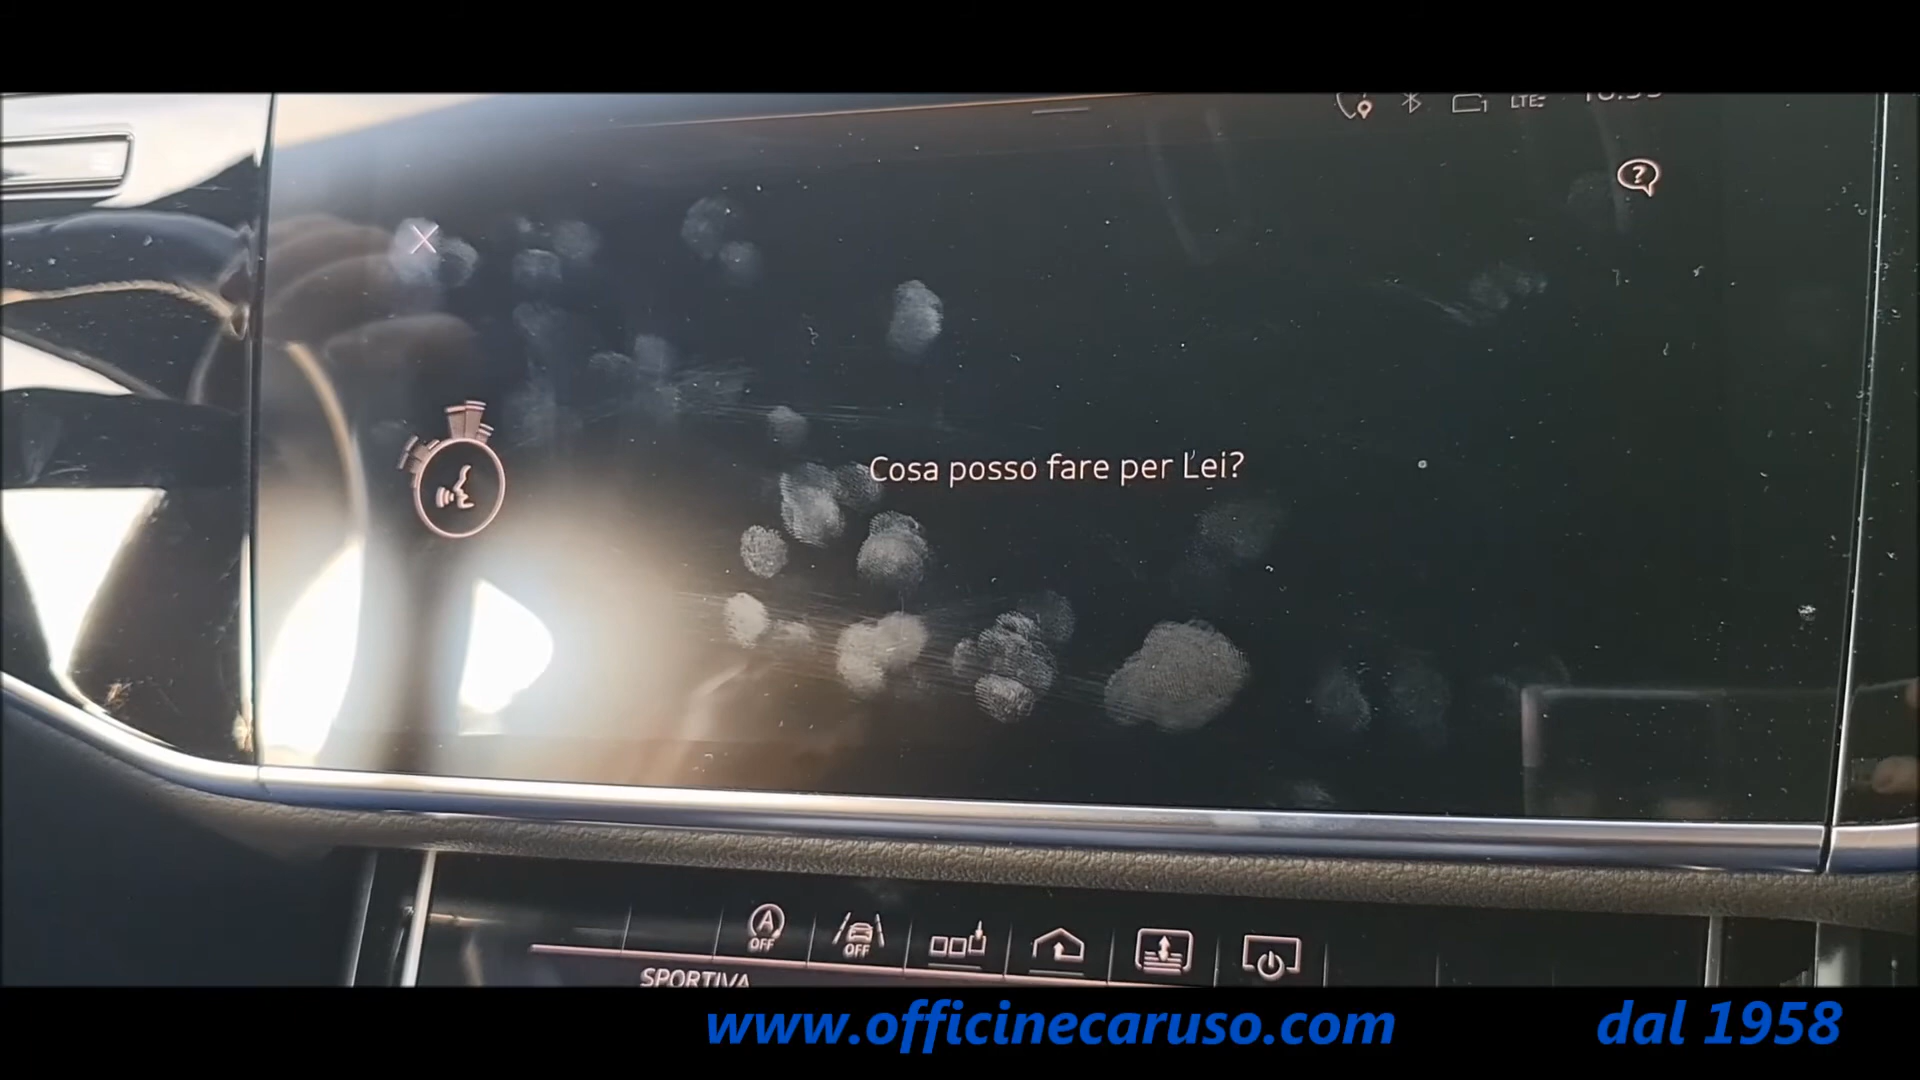 LTE
?
Cosa posso fare per Lei?
A
OFF
OFF
SPORTIVA
www.officinecaruso.com
dal 1958